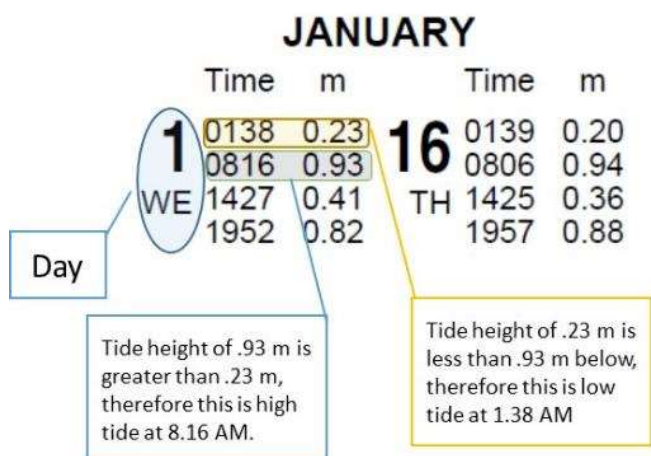 JANUARY
Time m Time m
1 0138 0.23 16 0139 0.20
0816 0.93 0806 0.94
WE 1427 0.41 TH 1425 0.36
1952 0.82 1957 0.88
Day
Tide height of .93 m is
greater than .23 m,
therefore this is high
tide at 8.16 AM.
Tide height of .23 m is
less than .93 m below,
therefore this is low
tide at 1.38 AM